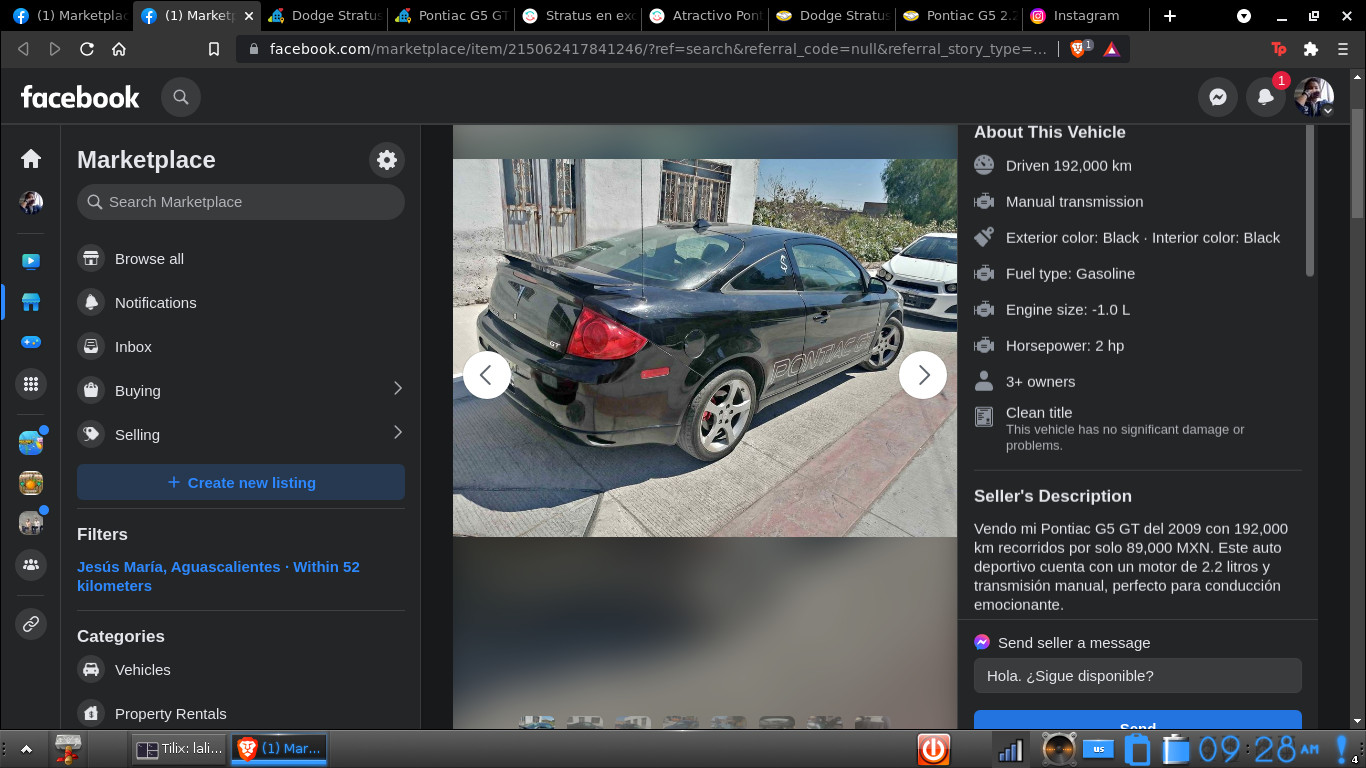 (1) Marketplac
(1) Marketp
Dodge Stratus
Pontiac G5 GT
Stratus en exc
Atractivo Pont
Dodge Stratus
Pontiac G5 2.2
Instagram
facebook.com/marketplace/item/215062417841246/?ref=search&referral_code=null&referral_story_type=...
1
Tp
facebook
1
Marketplace
Search Marketplace
Browse all
Notifications
Inbox
Buying
Selling
+ Create new listing
Filters
Jesús María, Aguascalientes · Within 52
kilometers
Categories
Vehicles
Property Rentals
GT
PONTIAC GT
About This Vehicle
Driven 192,000 km
Manual transmission
Exterior color: Black · Interior color: Black
Fuel type: Gasoline
Engine size: -1.0 L
Horsepower: 2 hp
3+ owners
Clean title
This vehicle has no significant damage or
problems.
Seller's Description
Vendo mi Pontiac G5 GT del 2009 con 192,000
km recorridos por solo 89,000 MXN. Este auto
deportivo cuenta con un motor de 2.2 litros y
transmisión manual, perfecto para conducción
emocionante.
Send seller a message
Hola. ¿Sigue disponible?
Send
Tilix: lali...
(1) Mar...
us
09:28 AM
4